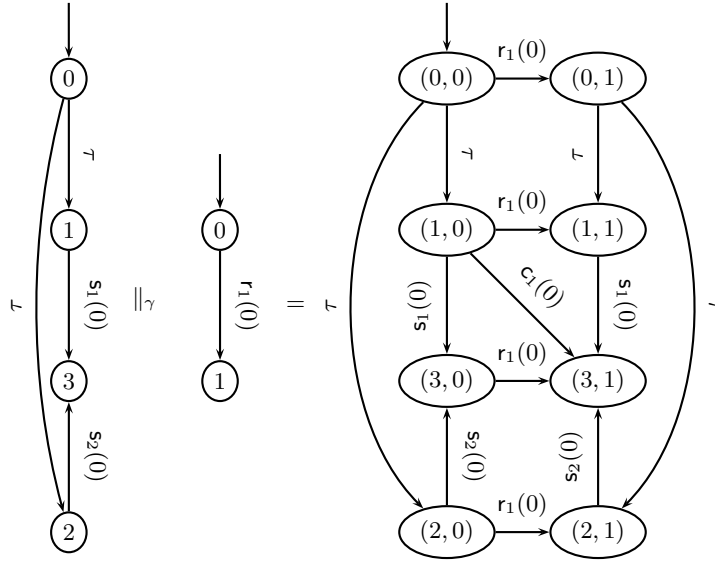 0
τ
1
s₁(0)
3
s₂(0)
2
τ
∥γ
0
r₁(0)
1
=
(0, 0)
r₁(0)
(0, 1)
τ
τ
(1, 0)
r₁(0)
(1, 1)
τ
s₁(0)
c₁(0)
s₁(0)
(3, 0)
r₁(0)
(3, 1)
s₂(0)
s₂(0)
(2, 0)
r₁(0)
(2, 1)